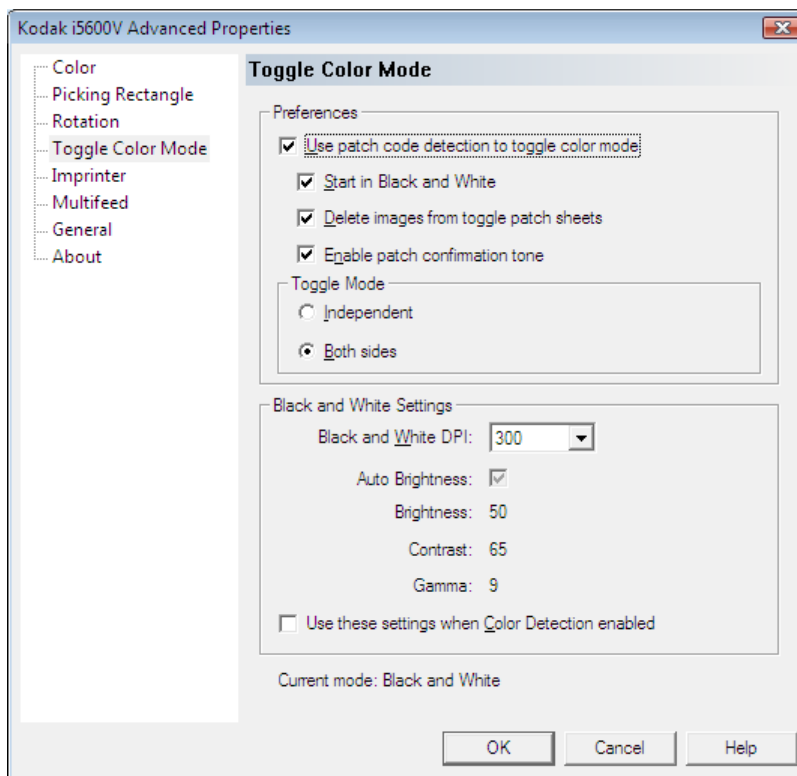 Kodak i5600V Advanced Properties
Color
Picking Rectangle
Rotation
Toggle Color Mode
Imprinter
Multifeed
General
About
Toggle Color Mode
Preferences
Use patch code detection to toggle color mode
Start in Black and White
Delete images from toggle patch sheets
Enable patch confirmation tone
Toggle Mode
Independent
Both sides
Black and White Settings
Black and White DPI: 300
Auto Brightness:
Brightness: 50
Contrast: 65
Gamma: 9
Use these settings when Color Detection enabled
Current mode: Black and White
OK Cancel Help